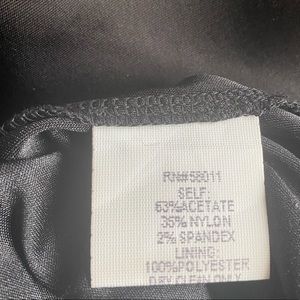 RN#58011
SELF:
63%ACETATE
35%NYLON
2% SPANDEX
LINING:
100%POLYESTER
DRY CLEAN ONLY